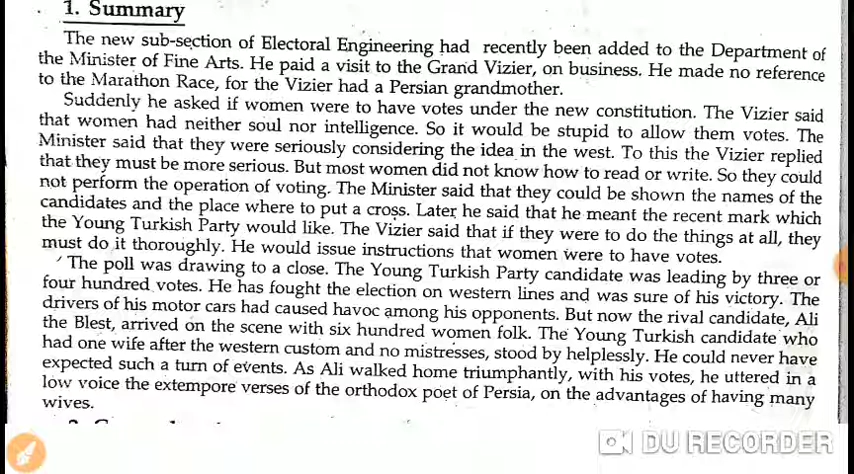 1. Summary
The new sub-section of Electoral Engineering had recently been added to the Department of
the Minister of Fine Arts. He paid a visit to the Grand Vizier, on business. He made no reference
to the Marathon Race, for the Vizier had a Persian grandmother.
Suddenly he asked if women were to have votes under the new constitution. The Vizier said
that women had neither soul nor intelligence. So it would be stupid to allow them votes. The
Minister said that they were seriously considering the idea in the west. To this the Vizier replied
that they must be more serious. But most women did not know how to read or write. So they could
not perform the operation of voting. The Minister said that they could be shown the names of the
candidates and the place where to put a cross. Later he said that he meant the recent mark which
the Young Turkish Party would like. The Vizier said that if they were to do the things at all, they
must do it thoroughly. He would issue instructions that women were to have votes.
The poll was drawing to a close. The Young Turkish Party candidate was leading by three or
four hundred votes. He has fought the election on western lines and was sure of his victory. The
drivers of his motor cars had caused havoc among his opponents. But now the rival candidate, Ali
the Blest, arrived on the scene with six hundred women folk. The Young Turkish candidate who
had one wife after the western custom and no mistresses, stood by helplessly. He could never have
expected such a turn of events. As Ali walked home triumphantly, with his votes, he uttered in a
low voice the extempore verses of the orthodox poet of Persia, on the advantages of having many
wives.
DU RECORDER